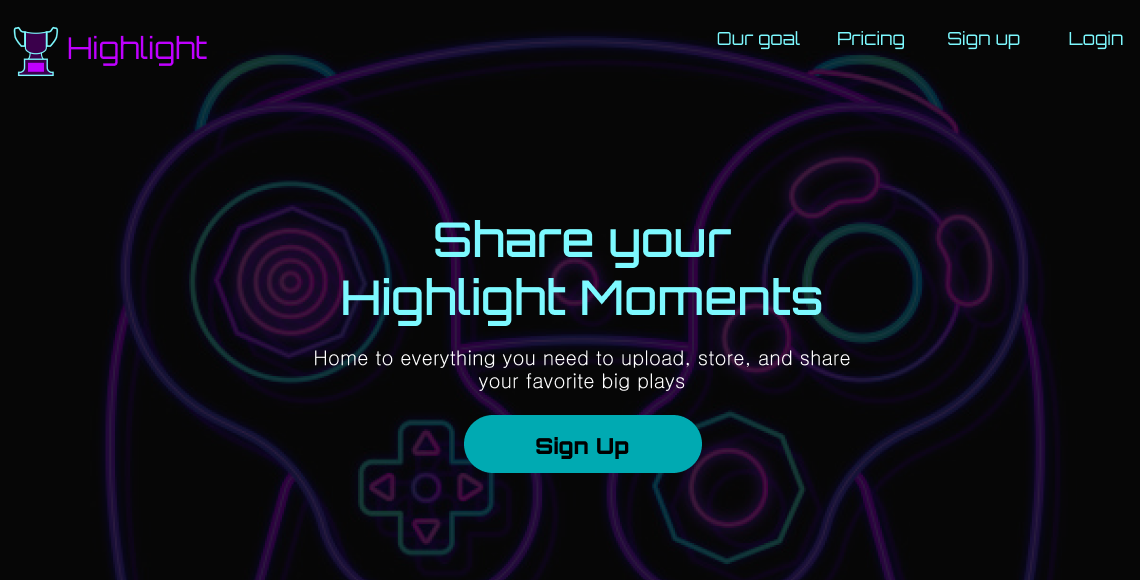 Highlight
Our goal
Pricing
Sign up
Login
Share your
Highlight Moments
Home to everything you need to upload, store, and share
your favorite big plays
Sign Up